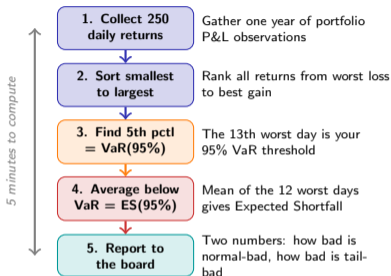 5 minutes to compute
1. Collect 250
daily returns
Gather one year of portfolio
P&L observations
2. Sort smallest
to largest
Rank all returns from worst loss
to best gain
3. Find 5th pctl
= VaR(95%)
The 13th worst day is your
95% VaR threshold
4. Average below
VaR = ES(95%)
Mean of the 12 worst days
gives Expected Shortfall
5. Report to
the board
Two numbers: how bad is
normal-bad, how bad is tail-
bad